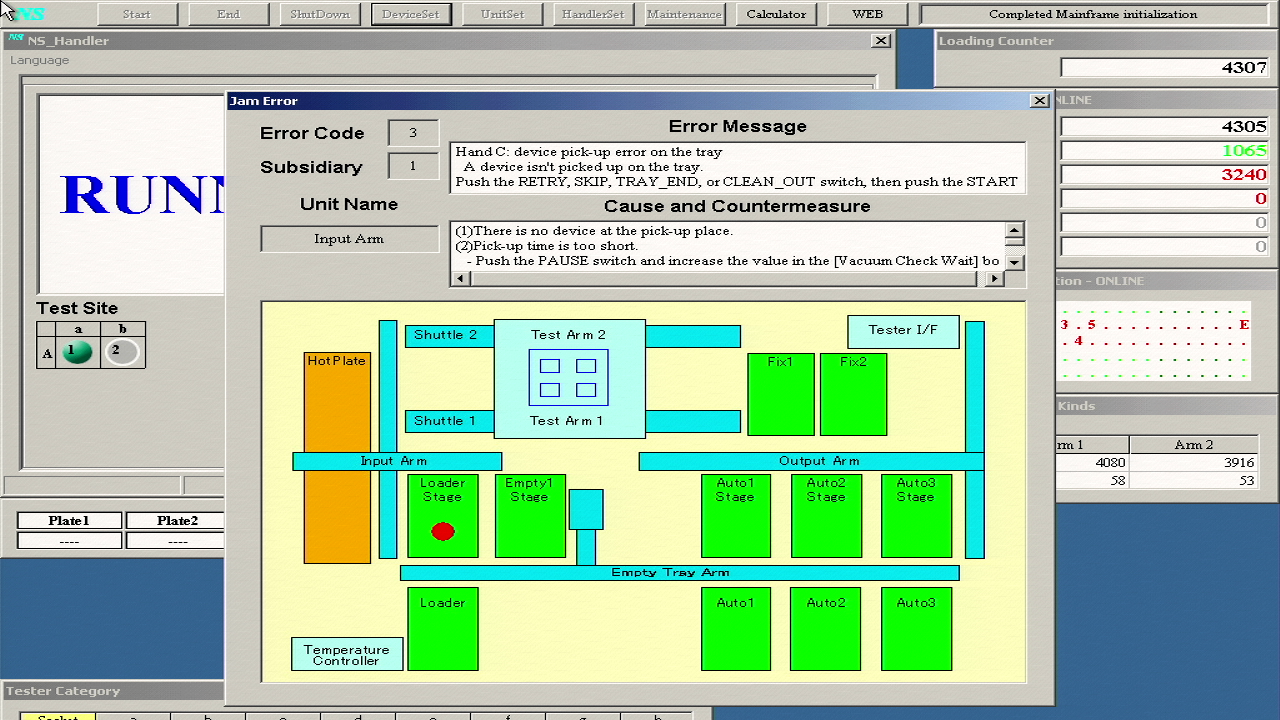 NS Start End ShutDown DeviceSet UnitSet HandlerSet Maintenance Calculator WEB Completed Mainframe initialization
NS NS_Handler
Language
RUNN
Test Site
a b
A 1 2
Plate1 Plate2
---- ----
Tester Category
Loading Counter
4307
NLINE
4305
1065
3240
0
0
0
tion - ONLINE
3 . 5 . . . . . . . . . . E
. 4 . . . . . . . . . . .
Kinds
rm 1 Arm 2
4080 3916
58 53
Jam Error
Error Code 3
Subsidiary 1
Unit Name
Input Arm
Error Message
Hand C: device pick-up error on the tray
A device isn't picked up on the tray.
Push the RETRY, SKIP, TRAY_END, or CLEAN_OUT switch, then push the START
Cause and Countermeasure
(1)There is no device at the pick-up place.
(2)Pick-up time is too short.
- Push the PAUSE switch and increase the value in the [Vacuum Check Wait] bo
Shuttle 2 Test Arm 2 Tester I/F
HotPlate Fix1 Fix2
Shuttle 1 Test Arm 1
Input Arm Output Arm
Loader Stage Empty1 Stage Auto1 Stage Auto2 Stage Auto3 Stage
Empty Tray Arm
Loader Auto1 Auto2 Auto3
Temperature
Controller